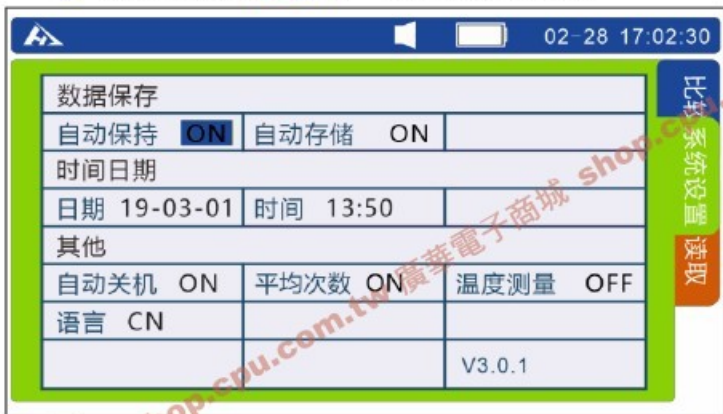 02-28 17:02:30
数据保存
自动保持 ON 自动存储 ON
时间日期
日期 19-03-01 时间 13:50
其他
自动关机 ON 平均次数 ON 温度测量 OFF
语言 CN
V3.0.1
比较
系统设置
读取
shop.cpu.com.tw 廣華電子商城 shop.cpu.